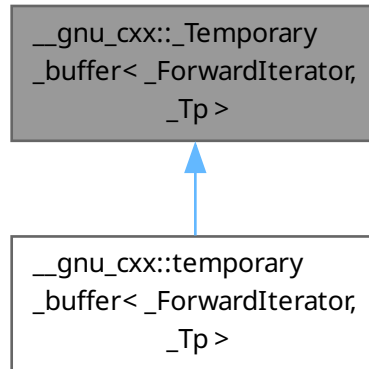 __gnu_cxx::_Temporary
_buffer< _ForwardIterator,
_Tp >
__gnu_cxx::temporary
_buffer< _ForwardIterator,
_Tp >